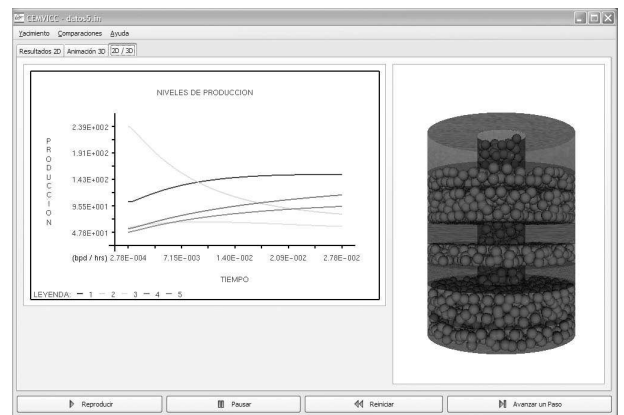 CEMVICC - datos5.in
Yacimiento Comparaciones Ayuda
Resultados 2D Animación 3D 2D / 3D
NIVELES DE PRODUCCION
PRODUCCION
2.39E+002
1.91E+002
1.43E+002
9.55E+001
4.78E+001
(bpd / hrs) 2.78E-004 7.15E-003 1.40E-002 2.09E-002 2.78E-002
TIEMPO
LEYENDA: 1 2 3 4 5
Reproducir Pausar Reiniciar Avanzar un Paso